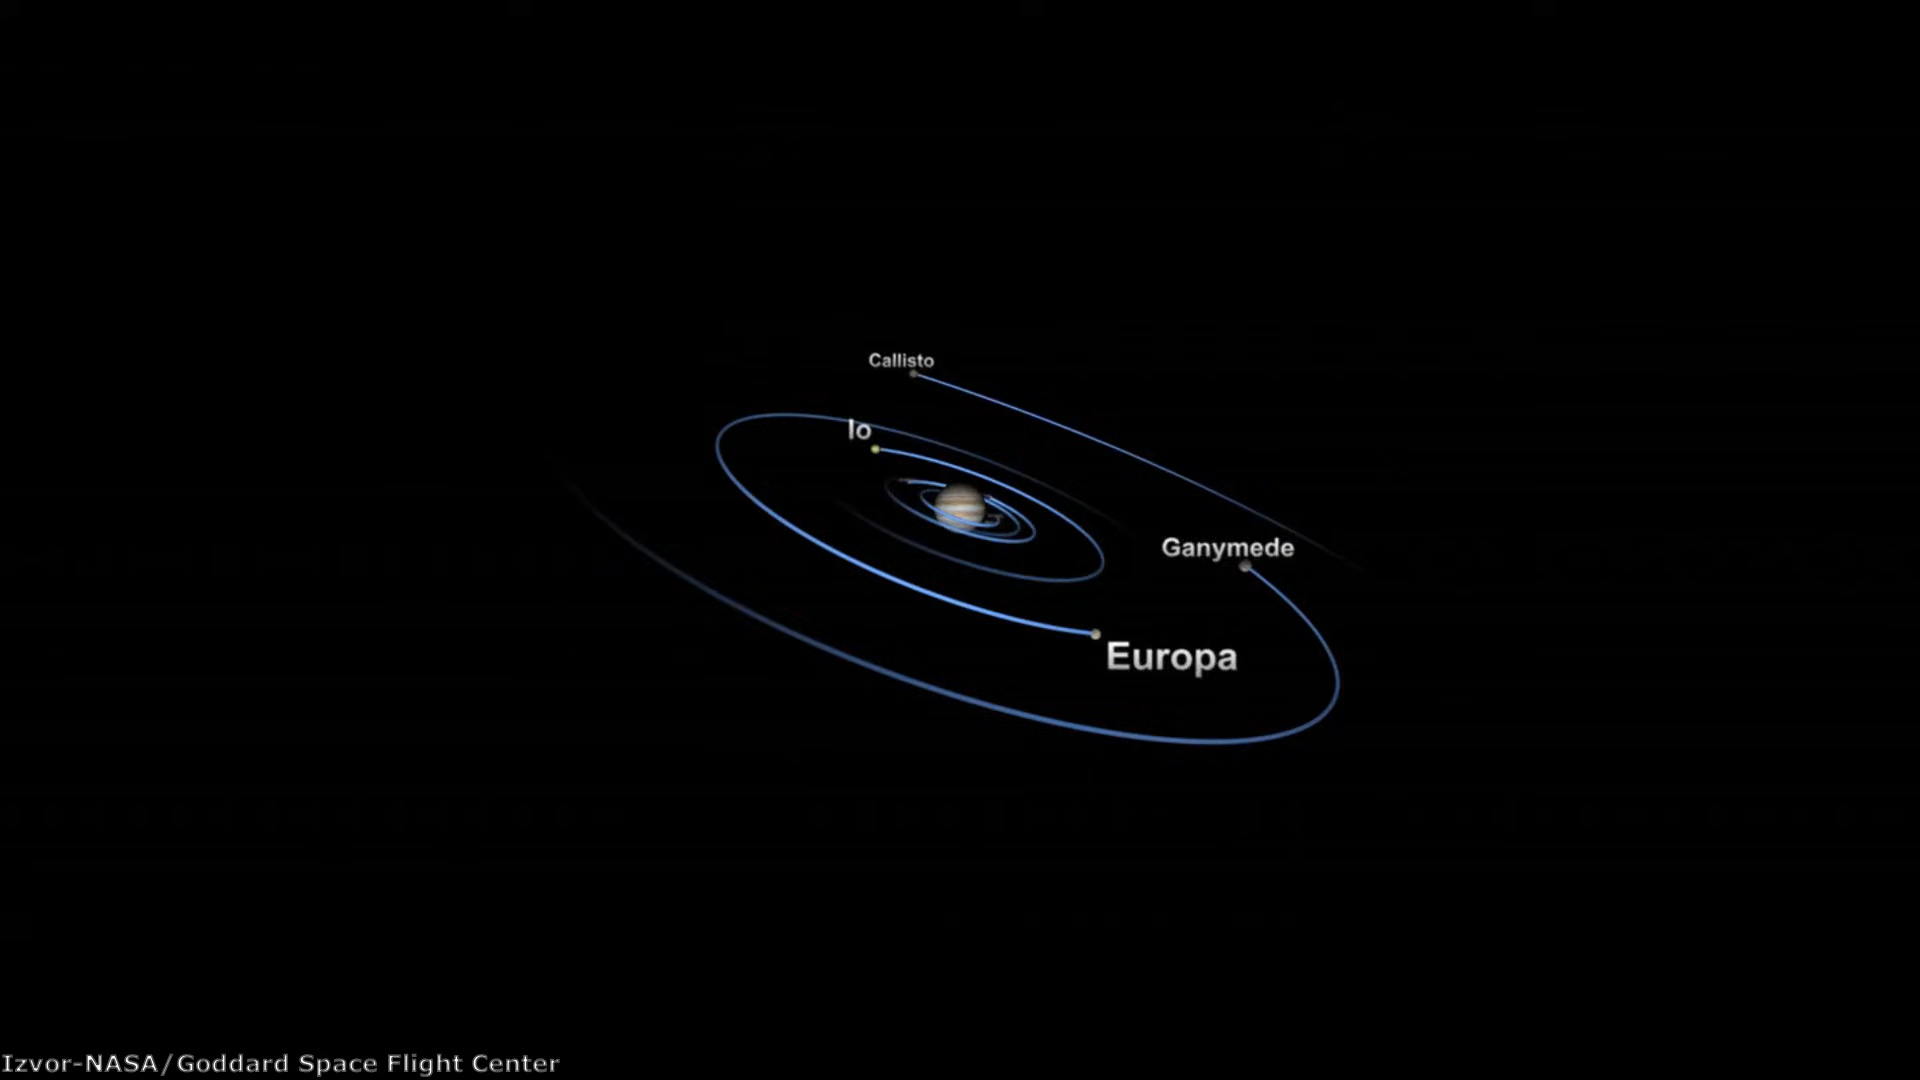 Callisto
Io
Ganymede
Europa
Izvor-NASA/Goddard Space Flight Center